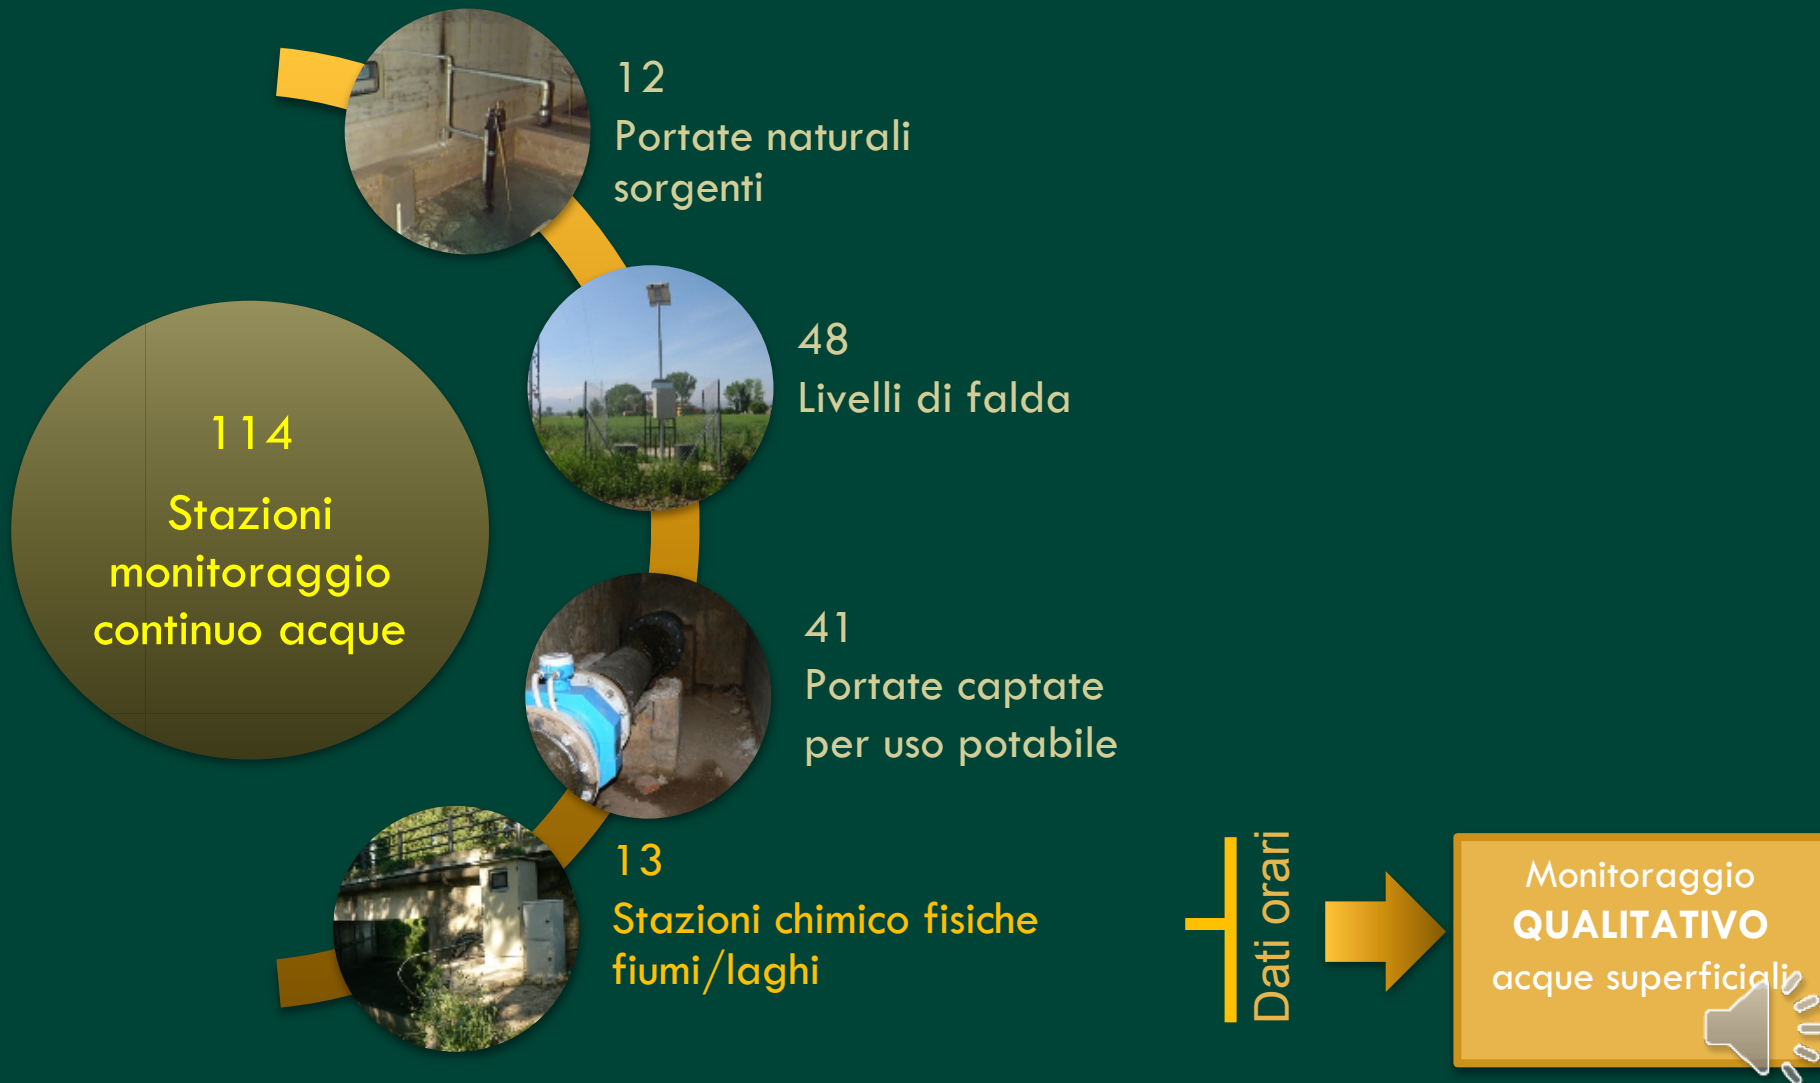 12
Portate naturali
sorgenti
48
Livelli di falda
114
Stazioni
monitoraggio
continuo acque
41
Portate captate
per uso potabile
13
Stazioni chimico fisiche
fiumi/laghi
Dati orari
Monitoraggio
QUALITATIVO
acque superficiali